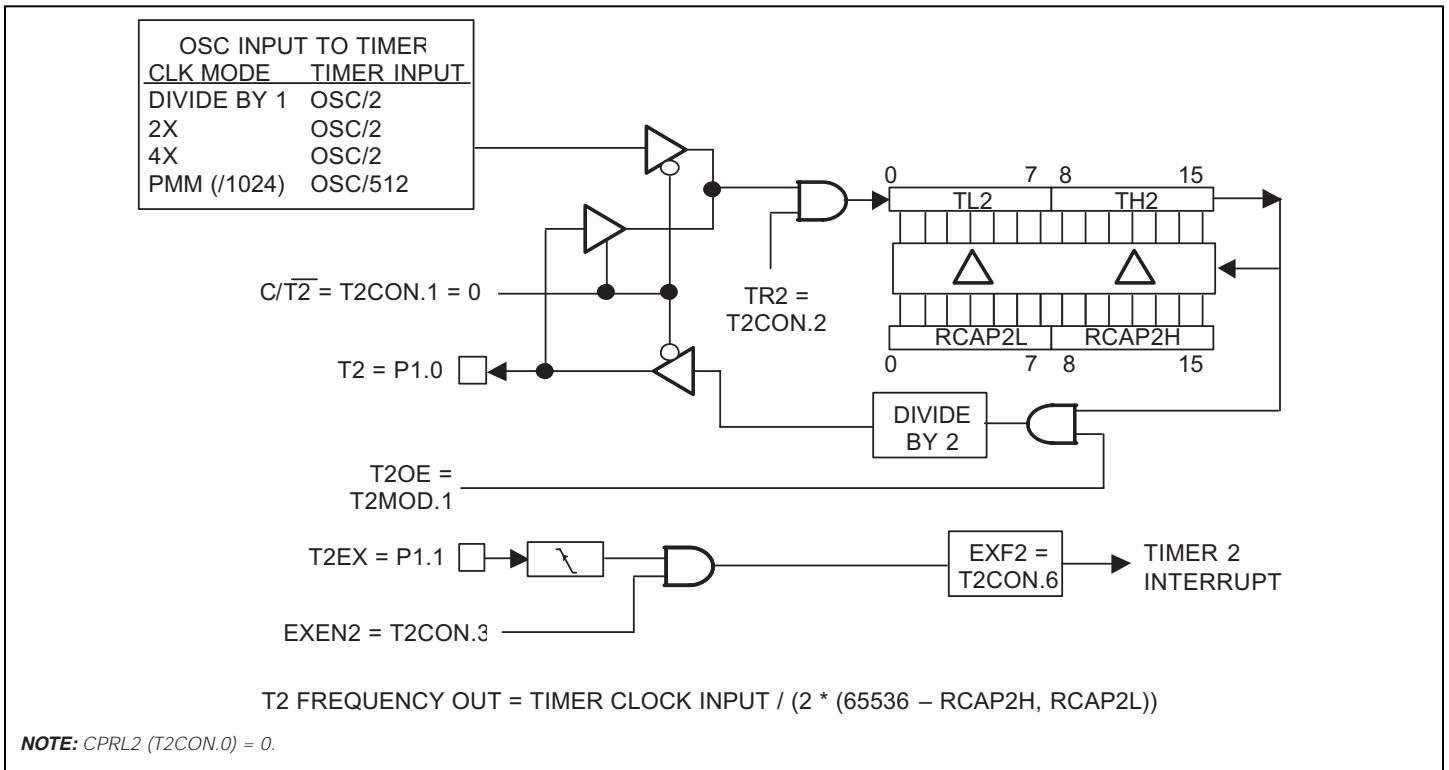 OSC INPUT TO TIMER
CLK MODE TIMER INPUT
DIVIDE BY 1 OSC/2
2X OSC/2
4X OSC/2
PMM (/1024) OSC/512
0 7 8 15
TL2 TH2
C/T2 = T2CON.1 = 0
TR2 =
T2CON.2
RCAP2L RCAP2H
0 7 8 15
T2 = P1.0
DIVIDE
BY 2
T2OE =
T2MOD.1
T2EX = P1.1
EXF2 =
T2CON.6
TIMER 2
INTERRUPT
EXEN2 = T2CON.3
T2 FREQUENCY OUT = TIMER CLOCK INPUT / (2 * (65536 – RCAP2H, RCAP2L))
NOTE: CPRL2 (T2CON.0) = 0.